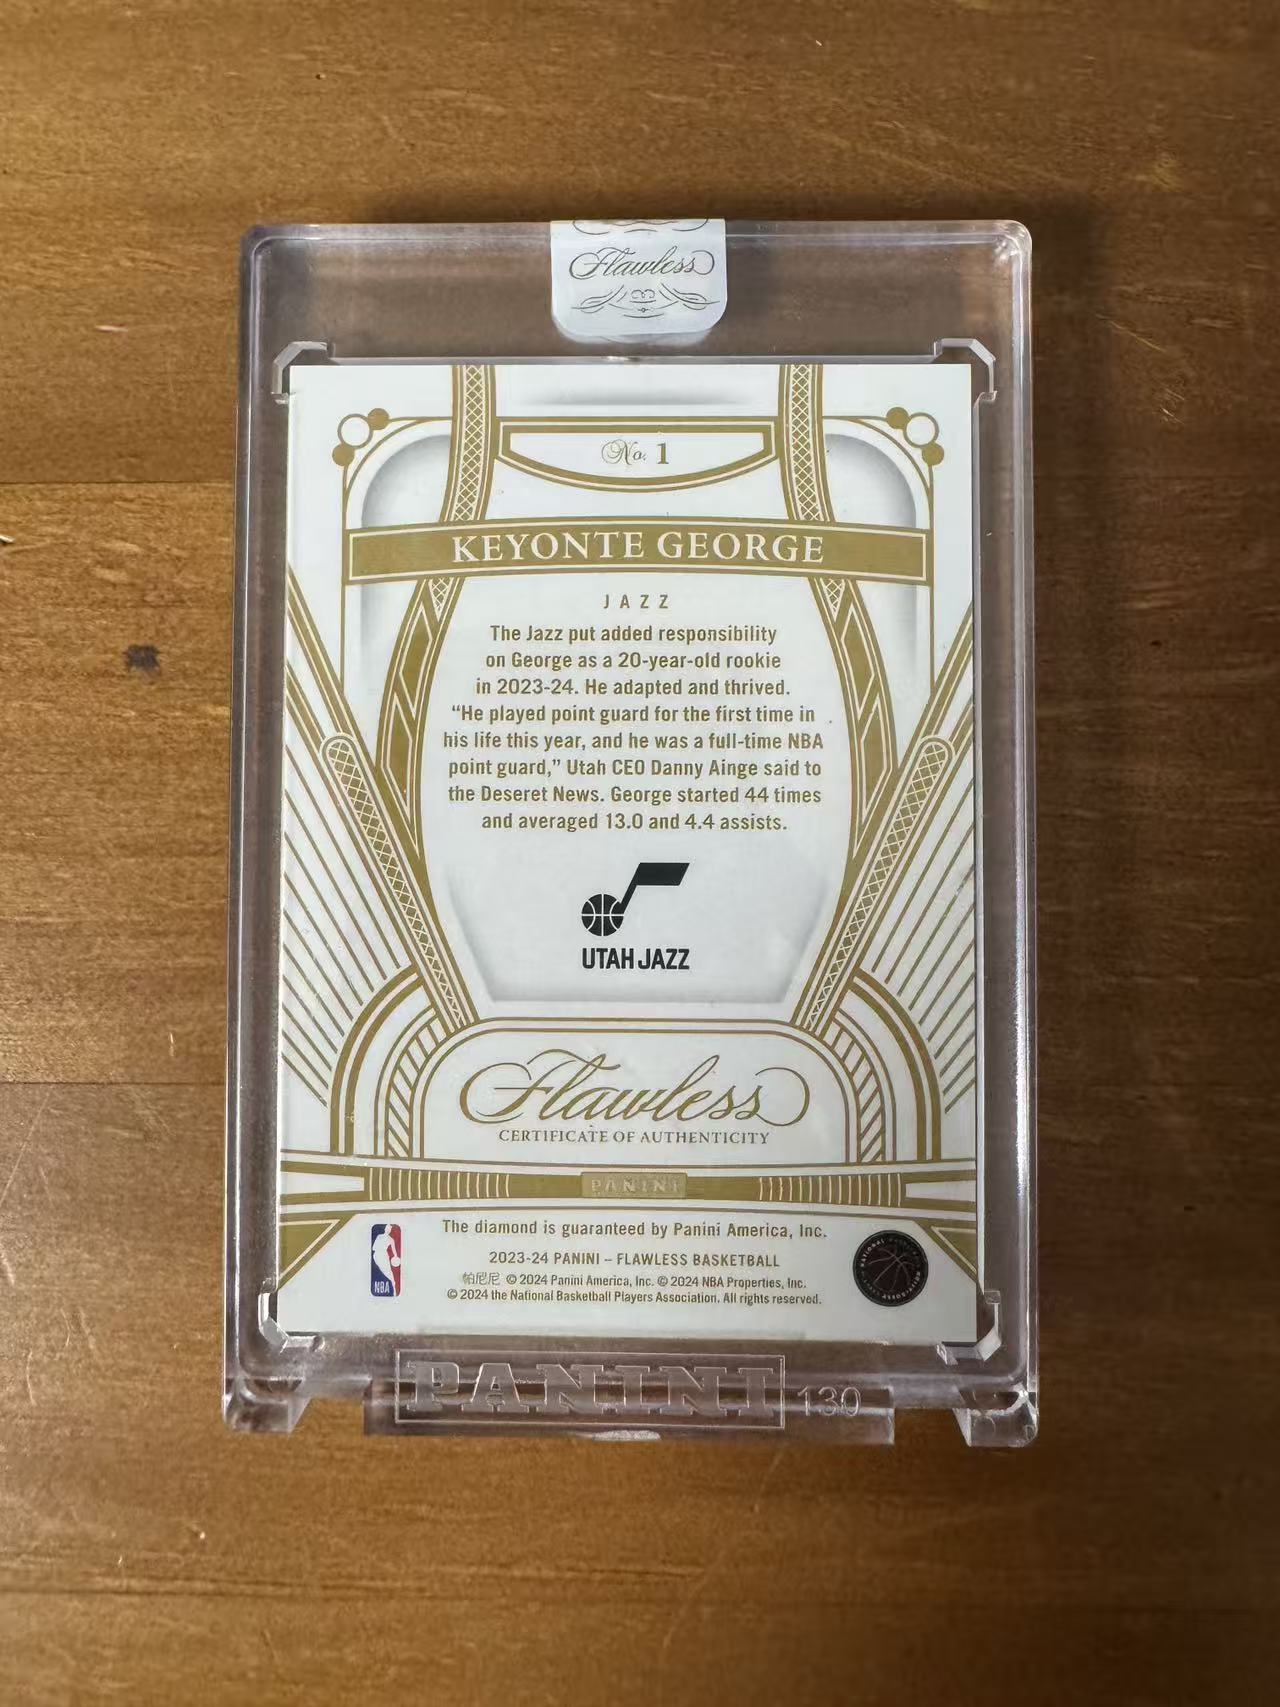 Flawless
No. 1
KEYONTE GEORGE
JAZZ
The Jazz put added responsibility
on George as a 20-year-old rookie
in 2023-24. He adapted and thrived.
“He played point guard for the first time in
his life this year, and he was a full-time NBA
point guard,” Utah CEO Danny Ainge said to
the Deseret News. George started 44 times
and averaged 13.0 and 4.4 assists.
UTAH JAZZ
Flawless
CERTIFICATE OF AUTHENTICITY
PANINI
The diamond is guaranteed by Panini America, Inc.
2023-24 PANINI – FLAWLESS BASKETBALL
帕尼尼 © 2024 Panini America, Inc. © 2024 NBA Properties, Inc.
© 2024 the National Basketball Players Association. All rights reserved.
NBA
PANINI 130